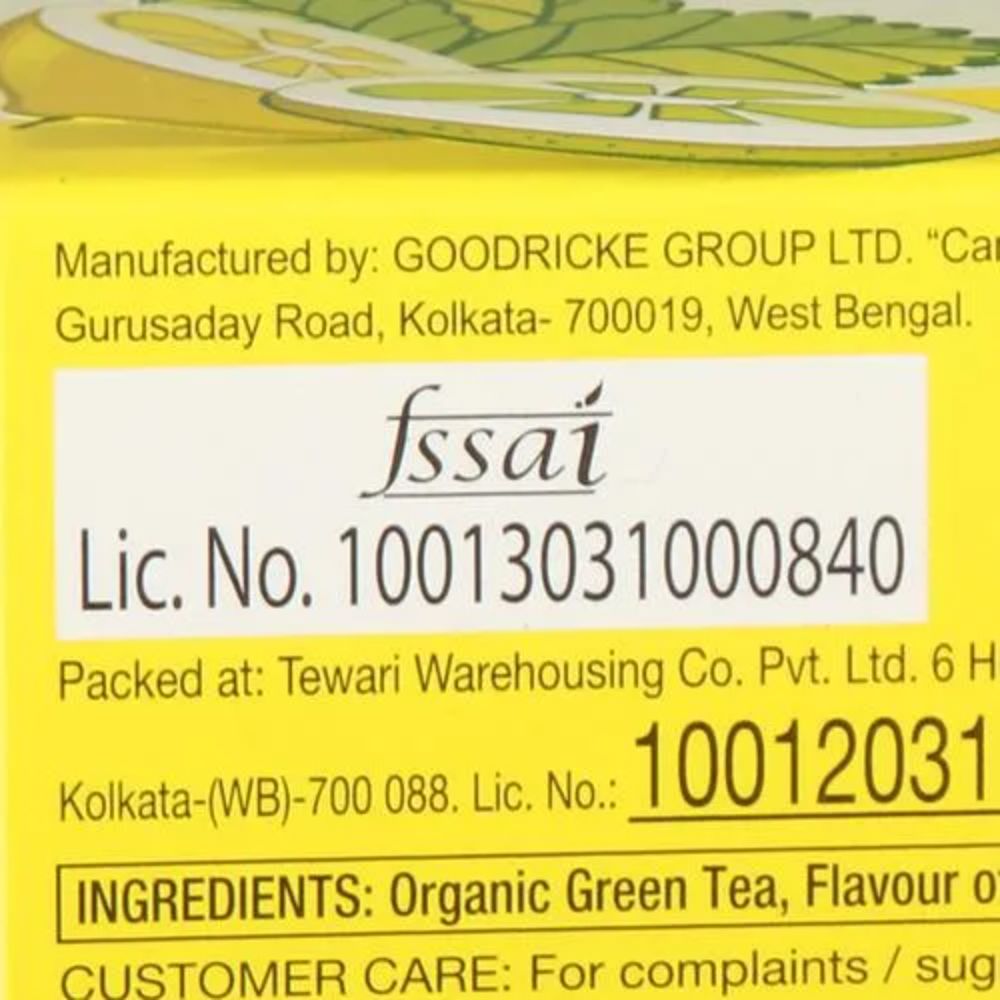 Manufactured by: GOODRICKE GROUP LTD.
Gurusaday Road, Kolkata- 700019, West Bengal.
fssai
Lic. No. 10013031000840
Packed at: Tewari Warehousing Co. Pvt. Ltd. 6
Kolkata-(WB)-700 088. Lic. No.: 10012031
INGREDIENTS: Organic Green Tea, Flavour
CUSTOMER CARE: For complaints /